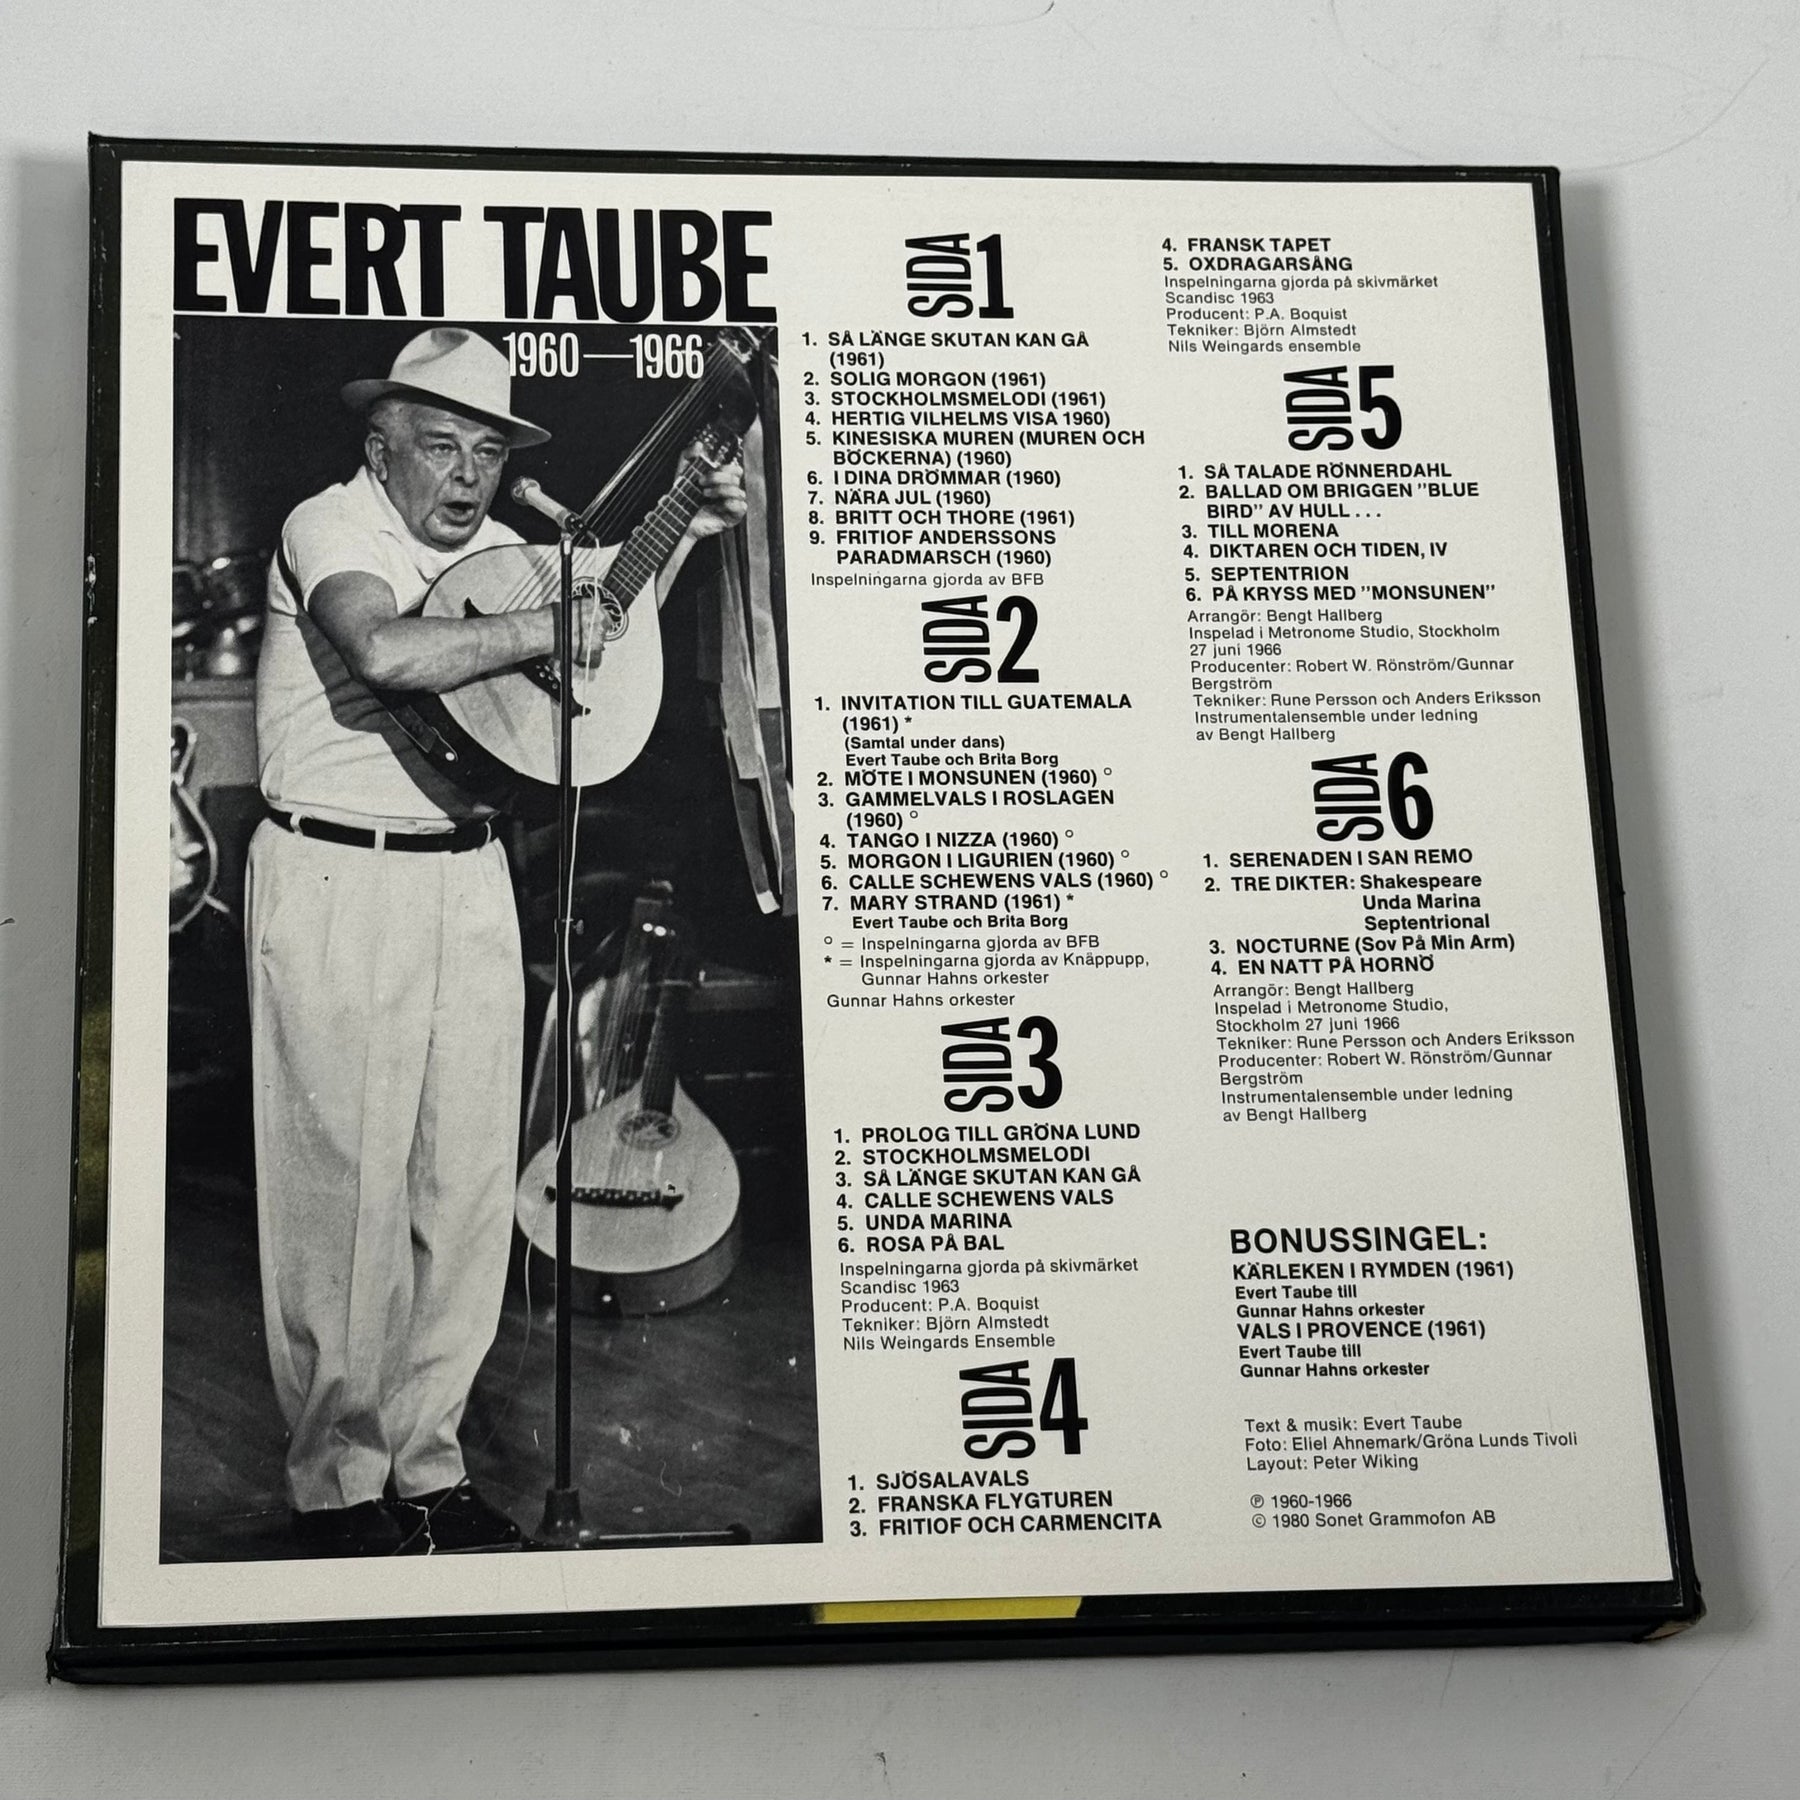 EVERT TAUBE
1960—1966
SIDA 1
1. SÅ LÄNGE SKUTAN KAN GÅ
(1961)
2. SOLIG MORGON (1961)
3. STOCKHOLMSMELODI (1961)
4. HERTIG VILHELMS VISA 1960)
5. KINESISKA MUREN (MUREN OCH
BÖCKERNA) (1960)
6. I DINA DRÖMMAR (1960)
7. NÄRA JUL (1960)
8. BRITT OCH THORE (1961)
9. FRITIOF ANDERSSONS
PARADMARSCH (1960)
Inspelningarna gjorda av BFB
SIDA 2
1. INVITATION TILL GUATEMALA
(1961) *
(Samtal under dans)
Evert Taube och Brita Borg
2. MÖTE I MONSUNEN (1960) °
3. GAMMELVALS I ROSLAGEN
(1960) °
4. TANGO I NIZZA (1960) °
5. MORGON I LIGURIEN (1960) °
6. CALLE SCHEWENS VALS (1960) °
7. MARY STRAND (1961) *
Evert Taube och Brita Borg
° = Inspelningarna gjorda av BFB
* = Inspelningarna gjorda av Knäppupp,
Gunnar Hahns orkester
Gunnar Hahns orkester
SIDA 3
1. PROLOG TILL GRÖNA LUND
2. STOCKHOLMSMELODI
3. SÅ LÄNGE SKUTAN KAN GÅ
4. CALLE SCHEWENS VALS
5. UNDA MARINA
6. ROSA PÅ BAL
Inspelningarna gjorda på skivmärket
Scandisc 1963
Producent: P.A. Boquist
Tekniker: Björn Almstedt
Nils Weingards Ensemble
SIDA 4
1. SJÖSALAVALS
2. FRANSKA FLYGTUREN
3. FRITIOF OCH CARMENCITA
4. FRANSK TAPET
5. OXDRAGARSÅNG
Inspelningarna gjorda på skivmärket
Scandisc 1963
Producent: P.A. Boquist
Tekniker: Björn Almstedt
Nils Weingards ensemble
SIDA 5
1. SÅ TALADE RÖNNERDAHL
2. BALLAD OM BRIGGEN "BLUE
BIRD" AV HULL . . .
3. TILL MORENA
4. DIKTAREN OCH TIDEN, IV
5. SEPTENTRION
6. PÅ KRYSS MED "MONSUNEN"
Arrangör: Bengt Hallberg
Inspelad i Metronome Studio, Stockholm
27 juni 1966
Producenter: Robert W. Rönström/Gunnar
Bergström
Tekniker: Rune Persson och Anders Eriksson
Instrumentalensemble under ledning
av Bengt Hallberg
SIDA 6
1. SERENADEN I SAN REMO
2. TRE DIKTER: Shakespeare
Unda Marina
Septentrional
3. NOCTURNE (Sov På Min Arm)
4. EN NATT PÅ HORNÖ
Arrangör: Bengt Hallberg
Inspelad i Metronome Studio,
Stockholm 27 juni 1966
Tekniker: Rune Persson och Anders Eriksson
Producenter: Robert W. Rönström/Gunnar
Bergström
Instrumentalensemble under ledning
av Bengt Hallberg
BONUSSINGEL:
KÄRLEKEN I RYMDEN (1961)
Evert Taube till
Gunnar Hahns orkester
VALS I PROVENCE (1961)
Evert Taube till
Gunnar Hahns orkester
Text & musik: Evert Taube
Foto: Eliel Ahnemark/Gröna Lunds Tivoli
Layout: Peter Wiking
℗ 1960-1966
© 1980 Sonet Grammofon AB